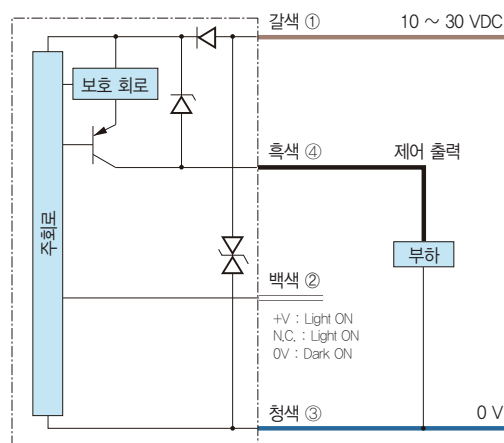 갈색 ① 10 ~ 30 VDC
보호 회로
흑색 ④ 제어 출력
주회로
부하
백색 ②
+V : Light ON
N.C. : Light ON
0V : Dark ON
청색 ③ 0 V